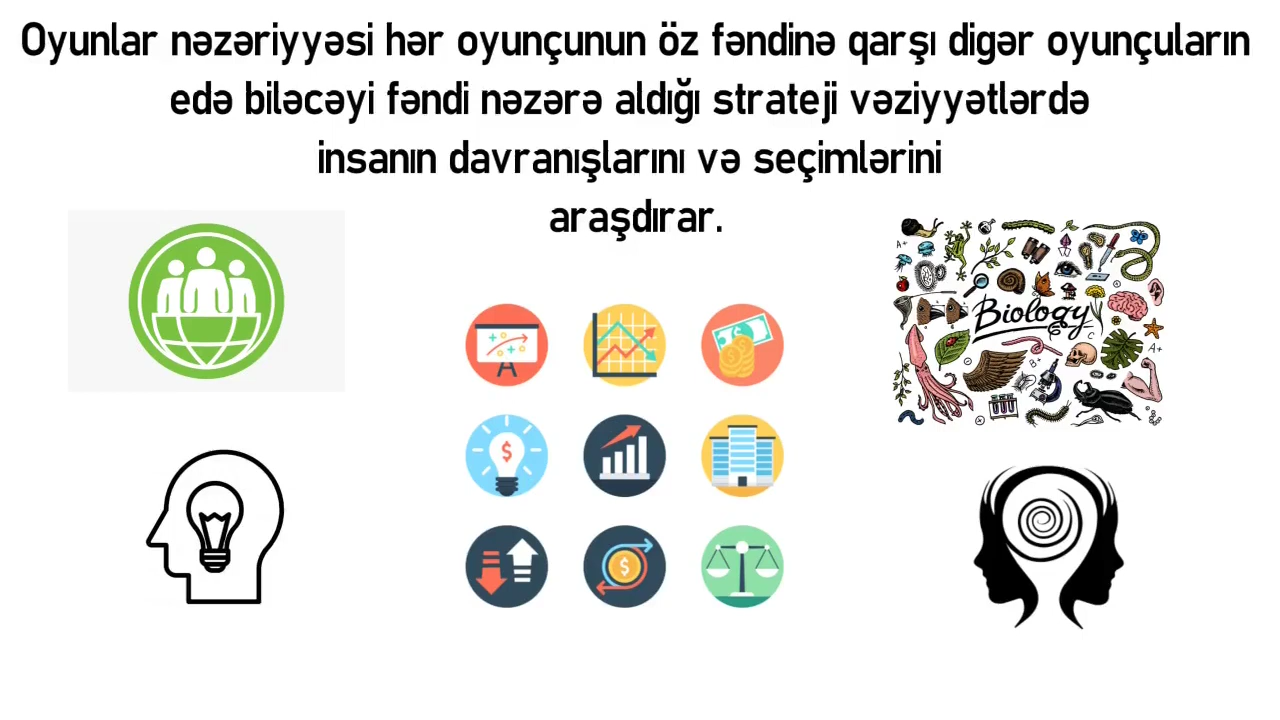 Oyunlar nəzəriyyəsi hər oyunçunun öz fəndinə qarşı digər oyunçuların
edə biləcəyi fəndi nəzərə aldığı strateji vəziyyətlərdə
insanın davranışlarını və seçimlərini
araşdırar.
Biology
A+
C
A+
B+